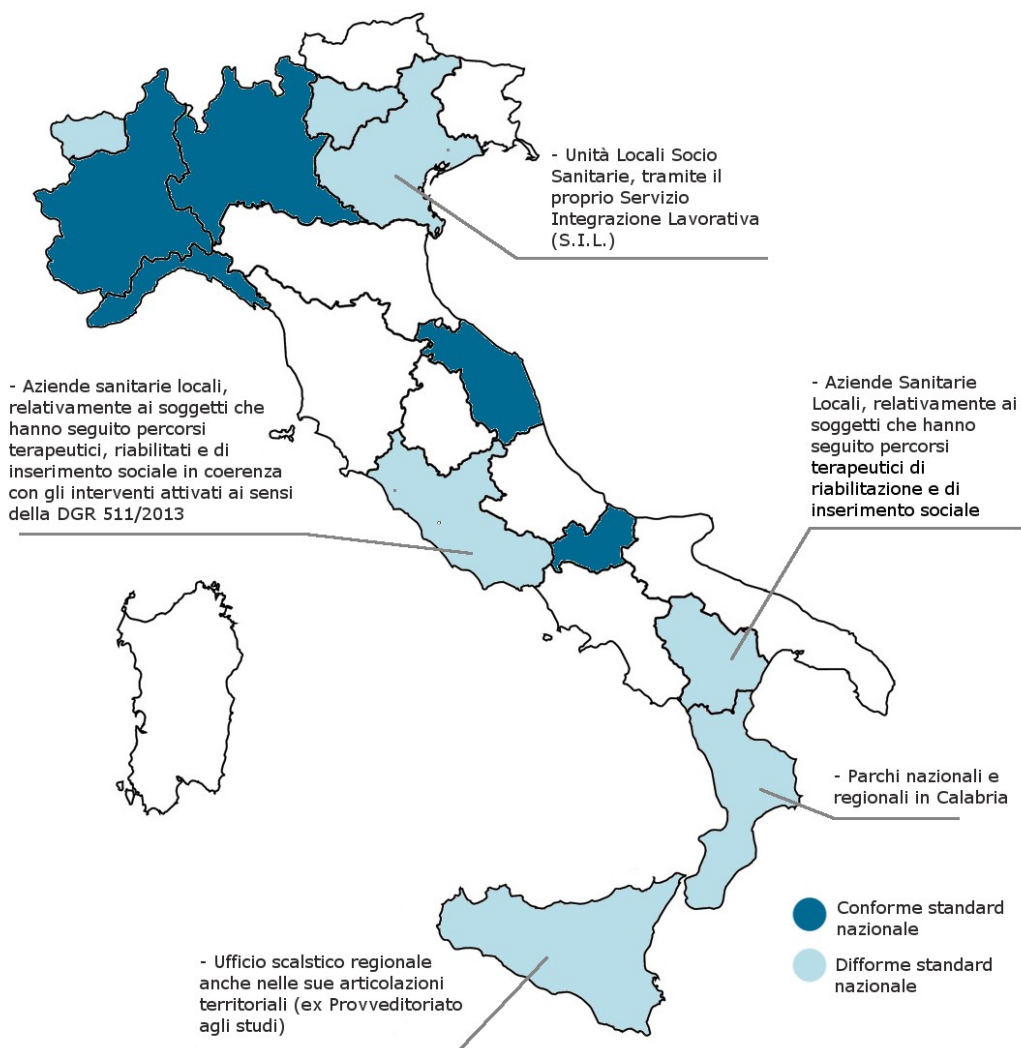 - Unità Locali Socio
Sanitarie, tramite il
proprio Servizio
Integrazione Lavorativa
(S.I.L.)
- Aziende sanitarie locali,
relativamente ai soggetti che
hanno seguito percorsi
terapeutici, riabilitati e di
inserimento sociale in coerenza
con gli interventi attivati ai sensi
della DGR 511/2013
- Aziende Sanitarie
Locali, relativamente ai
soggetti che hanno
seguito percorsi
terapeutici di
riabilitazione e di
inserimento sociale
- Parchi nazionali e
regionali in Calabria
Conforme standard
nazionale
Difforme standard
nazionale
- Ufficio scalstico regionale
anche nelle sue articolazioni
territoriali (ex Provveditoriato
agli studi)